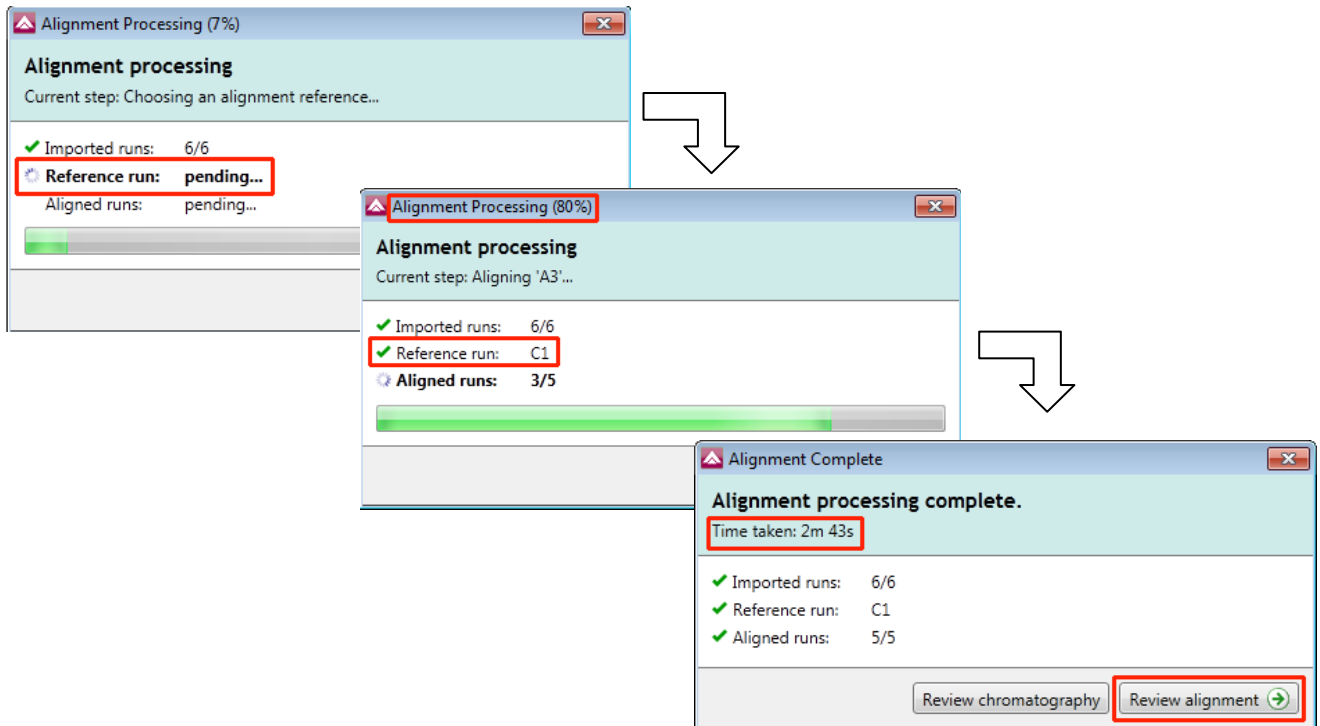 Alignment Processing (7%)
Alignment processing
Current step: Choosing an alignment reference...
Imported runs: 6/6
Reference run: pending...
Aligned runs: pending...
Alignment Processing (80%)
Alignment processing
Current step: Aligning 'A3'...
Imported runs: 6/6
Reference run: C1
Aligned runs: 3/5
Alignment Complete
Alignment processing complete.
Time taken: 2m 43s
Imported runs: 6/6
Reference run: C1
Aligned runs: 5/5
Review chromatography Review alignment